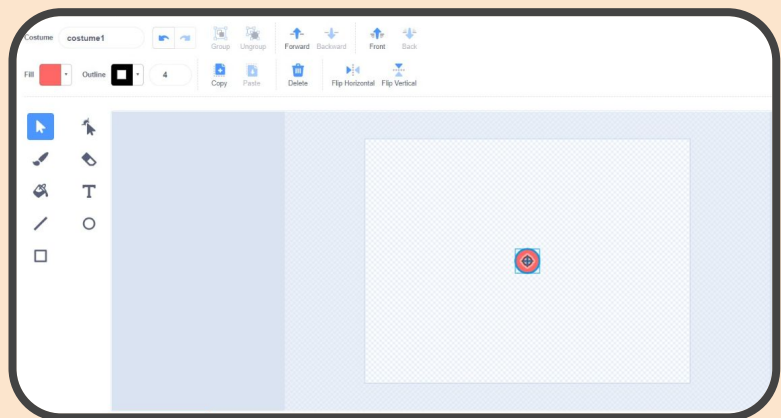 Costume costume1
Group Ungroup Forward Backward Front Back
Fill Outline 4
Copy Paste Delete Flip Horizontal Flip Vertical
T